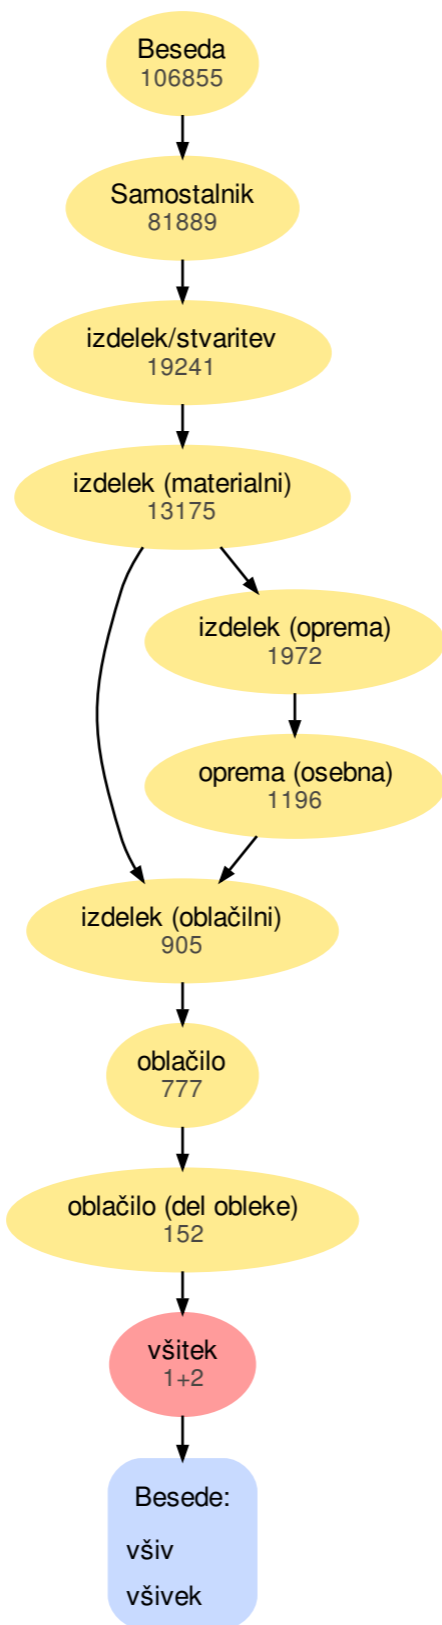 Beseda
106855
Samostalnik
81889
izdelek/stvaritev
19241
izdelek (materialni)
13175
izdelek (oprema)
1972
oprema (osebna)
1196
izdelek (oblačilni)
905
oblačilo
777
oblačilo (del obleke)
152
všitek
1+2
Besede:
všiv
všivek